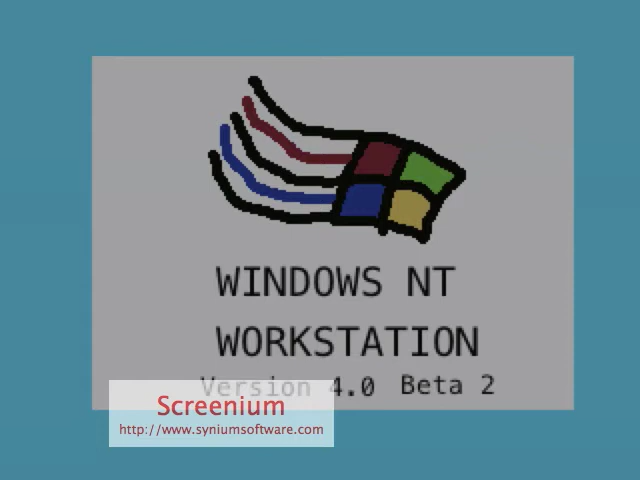 WINDOWS NT
WORKSTATION
Version 4.0 Beta 2
Screenium
http://www.syniumsoftware.com